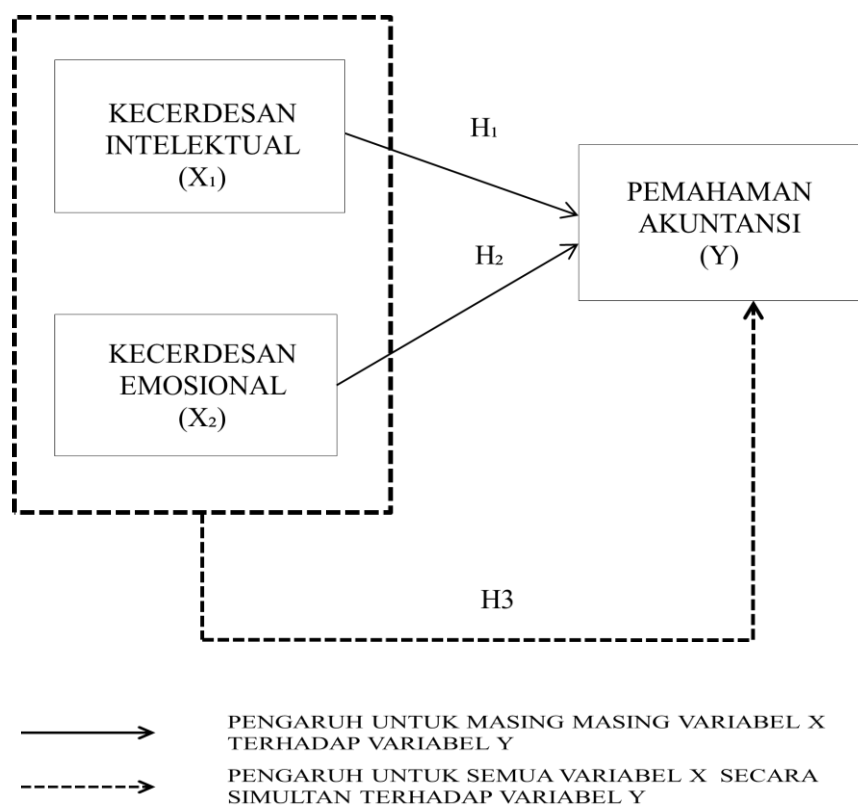 KECERDESAN
INTELEKTUAL
(X₁)
H₁
PEMAHAMAN
AKUNTANSI
(Y)
H₂
KECERDESAN
EMOSIONAL
(X₂)
H3
PENGARUH UNTUK MASING MASING VARIABEL X
TERHADAP VARIABEL Y
PENGARUH UNTUK SEMUA VARIABEL X SECARA
SIMULTAN TERHADAP VARIABEL Y